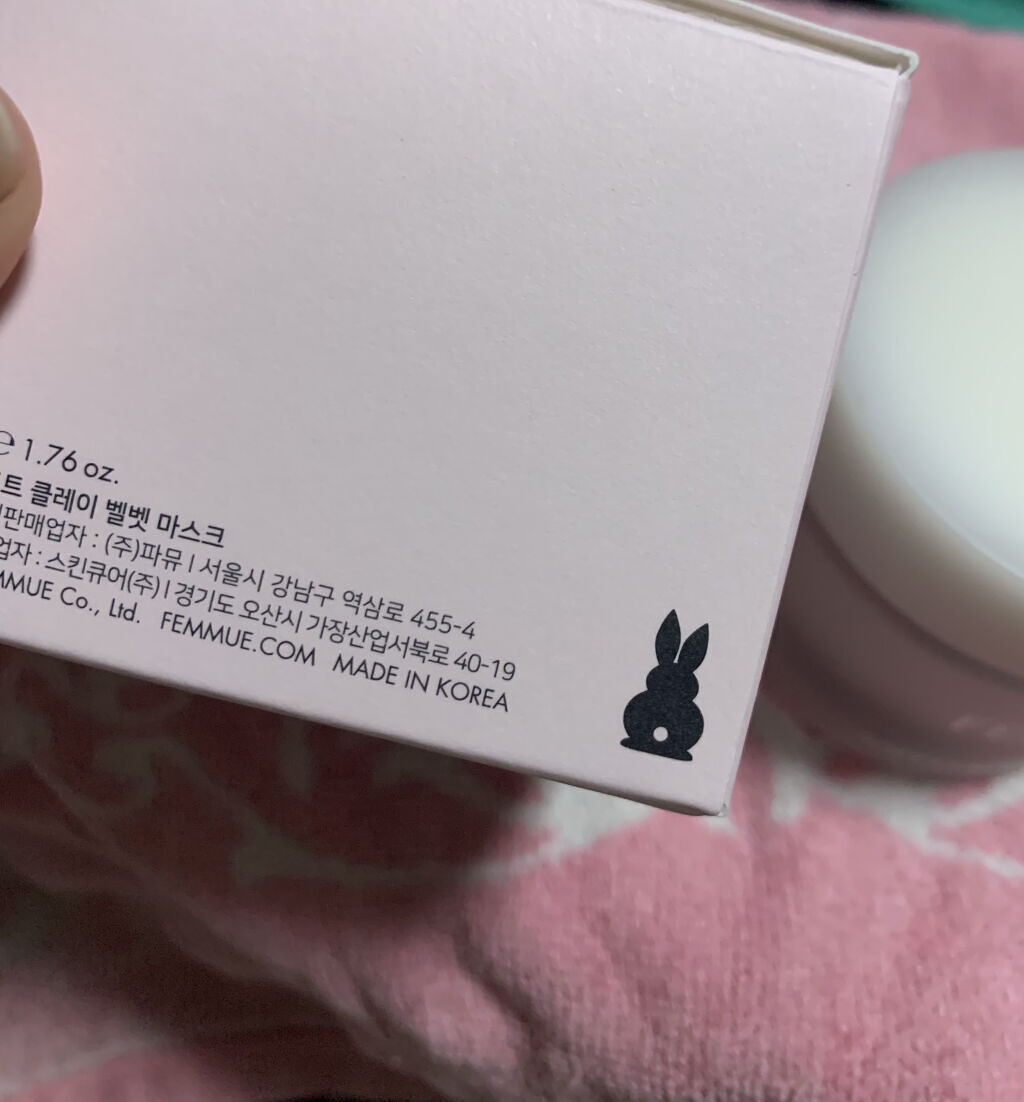 ℮ 1.76 oz.
트 클레이 벨벳 마스크
판매업자 : (주)파뮤 I 서울시 강남구 역삼로 455-4
업자 : 스킨큐어(주) I 경기도 오산시 가장산업서북로 40-19
MMUE Co., Ltd. FEMMUE.COM MADE IN KOREA